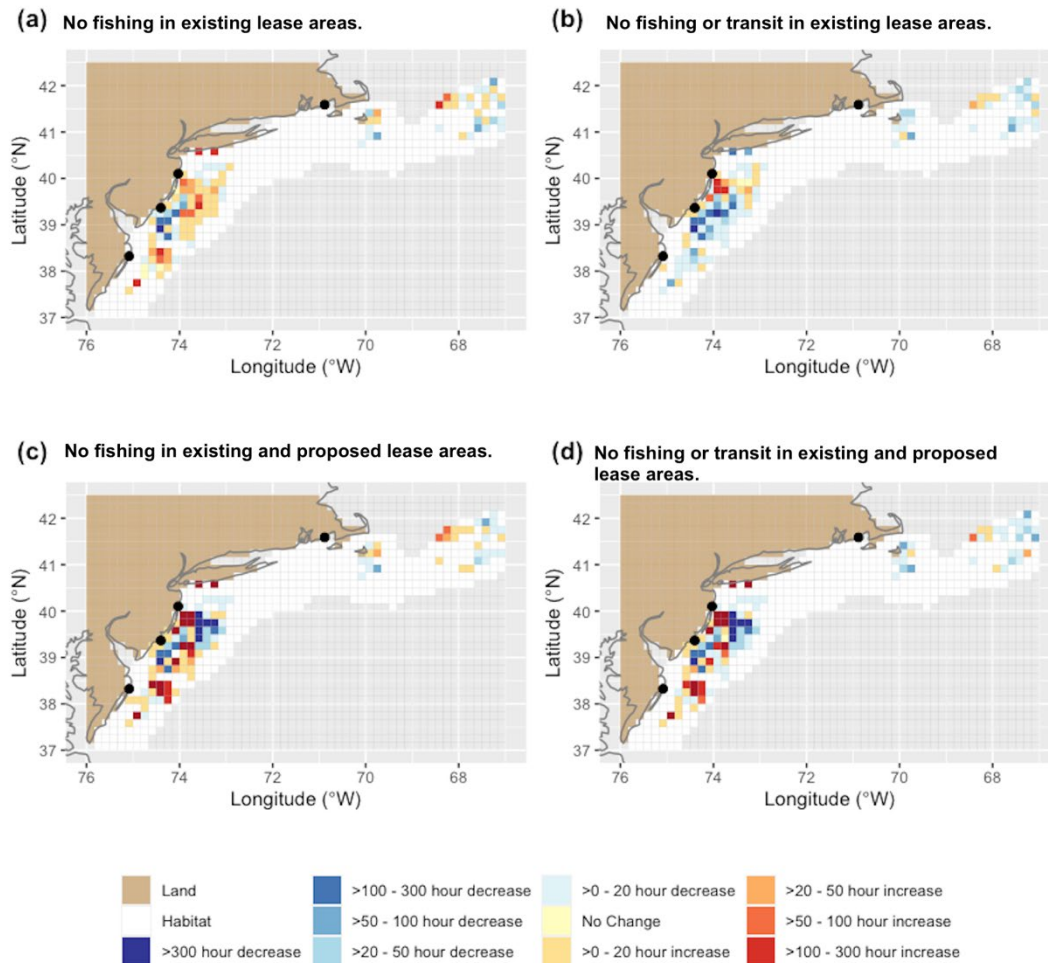 (a) No fishing in existing lease areas.
(b) No fishing or transit in existing lease areas.
Latitude (°N)
42
41
40
39
38
37
76 74 72 70 68
Longitude (°W)
Latitude (°N)
42
41
40
39
38
37
76 74 72 70 68
Longitude (°W)
(c) No fishing in existing and proposed lease areas.
(d) No fishing or transit in existing and proposed
lease areas.
Latitude (°N)
42
41
40
39
38
37
76 74 72 70 68
Longitude (°W)
Latitude (°N)
42
41
40
39
38
37
76 74 72 70 68
Longitude (°W)
Land
Habitat
>300 hour decrease
>100 - 300 hour decrease
>50 - 100 hour decrease
>20 - 50 hour decrease
>0 - 20 hour decrease
No Change
>0 - 20 hour increase
>20 - 50 hour increase
>50 - 100 hour increase
>100 - 300 hour increase